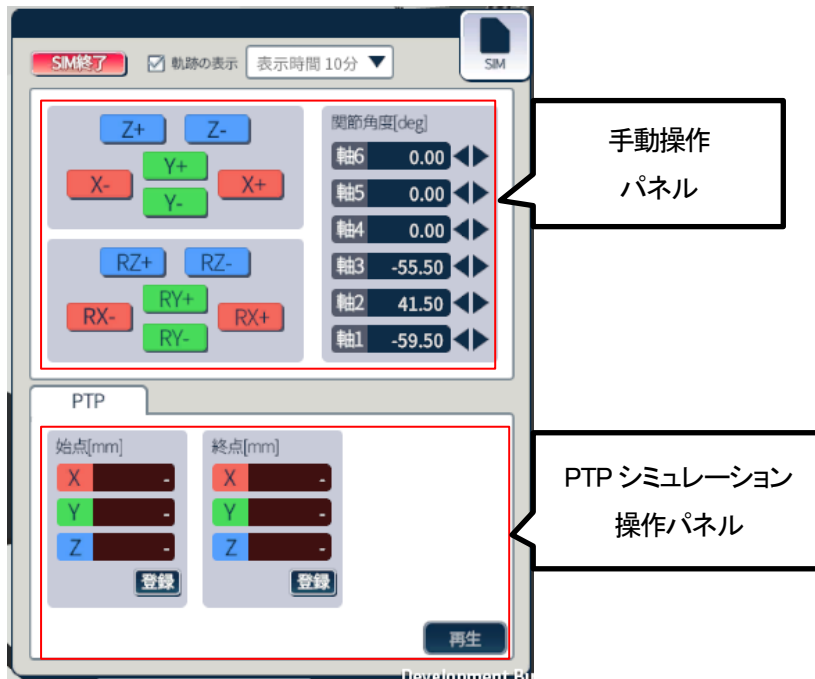 SIM終了
軌跡の表示
表示時間 10分
SIM
Z+ Z-
Y+
X- X+
Y-
RZ+ RZ-
RY+
RX- RX+
RY-
関節角度[deg]
軸6 0.00
軸5 0.00
軸4 0.00
軸3 -55.50
軸2 41.50
軸1 -59.50
手動操作
パネル
PTP
始点[mm]
X -
Y -
Z -
登録
終点[mm]
X -
Y -
Z -
登録
再生
PTP シミュレーション
操作パネル
Development Bu